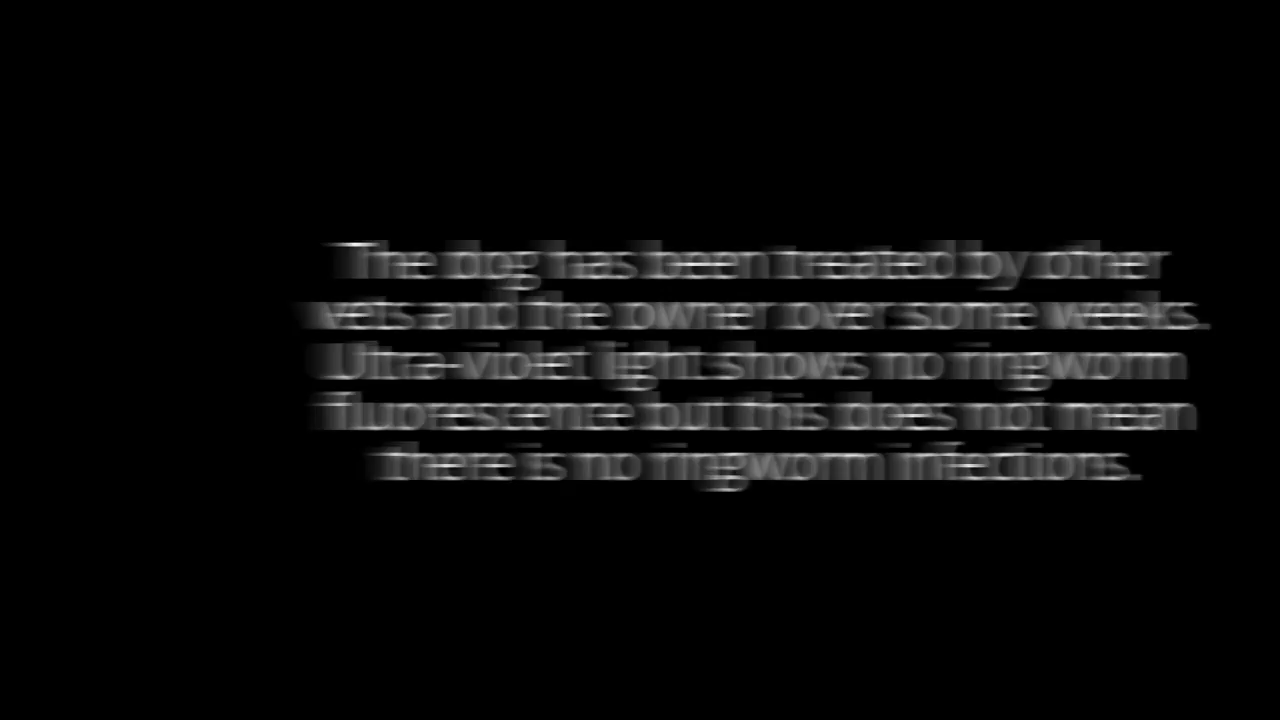 The dog has been treated by other
vets and the owner over some weeks.
Ultra-violet light shows no ringworm
fluorescence but this does not mean
there is no ringworm infections.